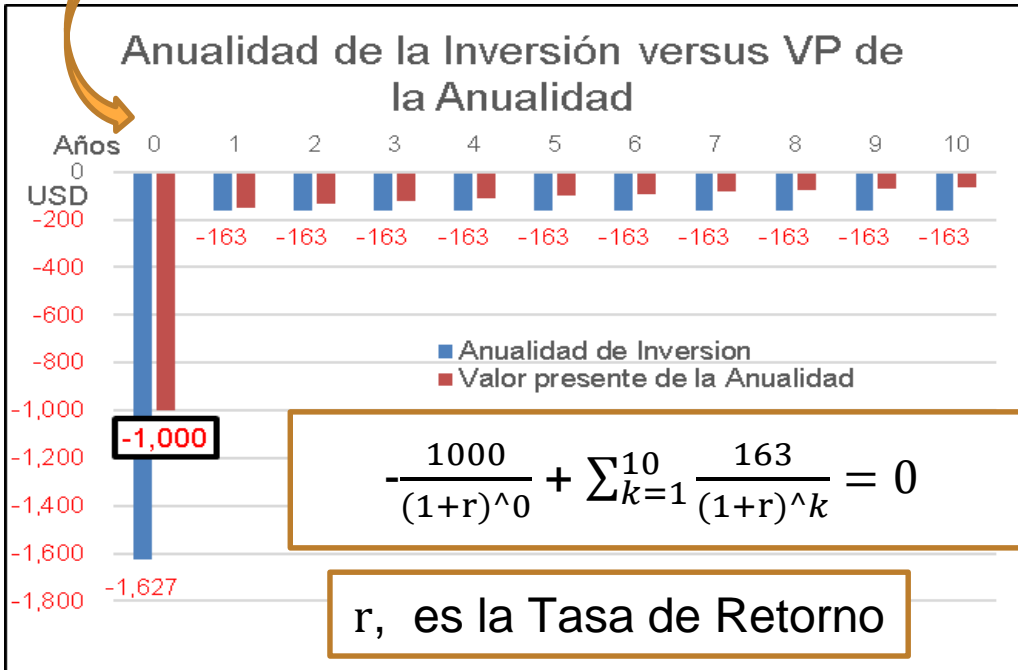 Anualidad de la Inversión versus VP de
la Anualidad
Años 0 1 2 3 4 5 6 7 8 9 10
0
USD
-200
-163 -163 -163 -163 -163 -163 -163 -163 -163 -163
-400
-600
-800
Anualidad de Inversion
Valor presente de la Anualidad
-1,000
-1,000
-1,200
-1,400
-1,600
-1,627
-1,800
-1000/(1+r)^0 + ∑_{k=1}^{10} 163/(1+r)^k = 0
r, es la Tasa de Retorno